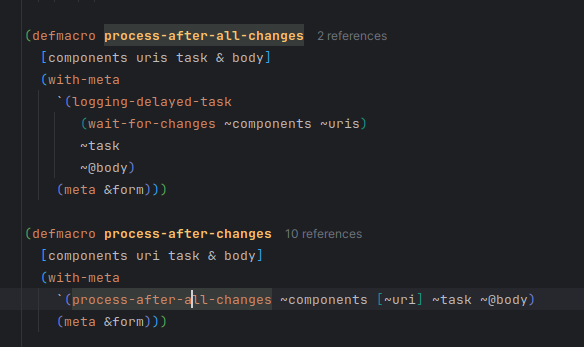 (defmacro process-after-all-changes 2 references
[components uris task & body]
(with-meta
`(logging-delayed-task
(wait-for-changes ~components ~uris)
~task
~@body)
(meta &form)))
(defmacro process-after-changes 10 references
[components uri task & body]
(with-meta
`(process-after-all-changes ~components [~uri] ~task ~@body)
(meta &form)))